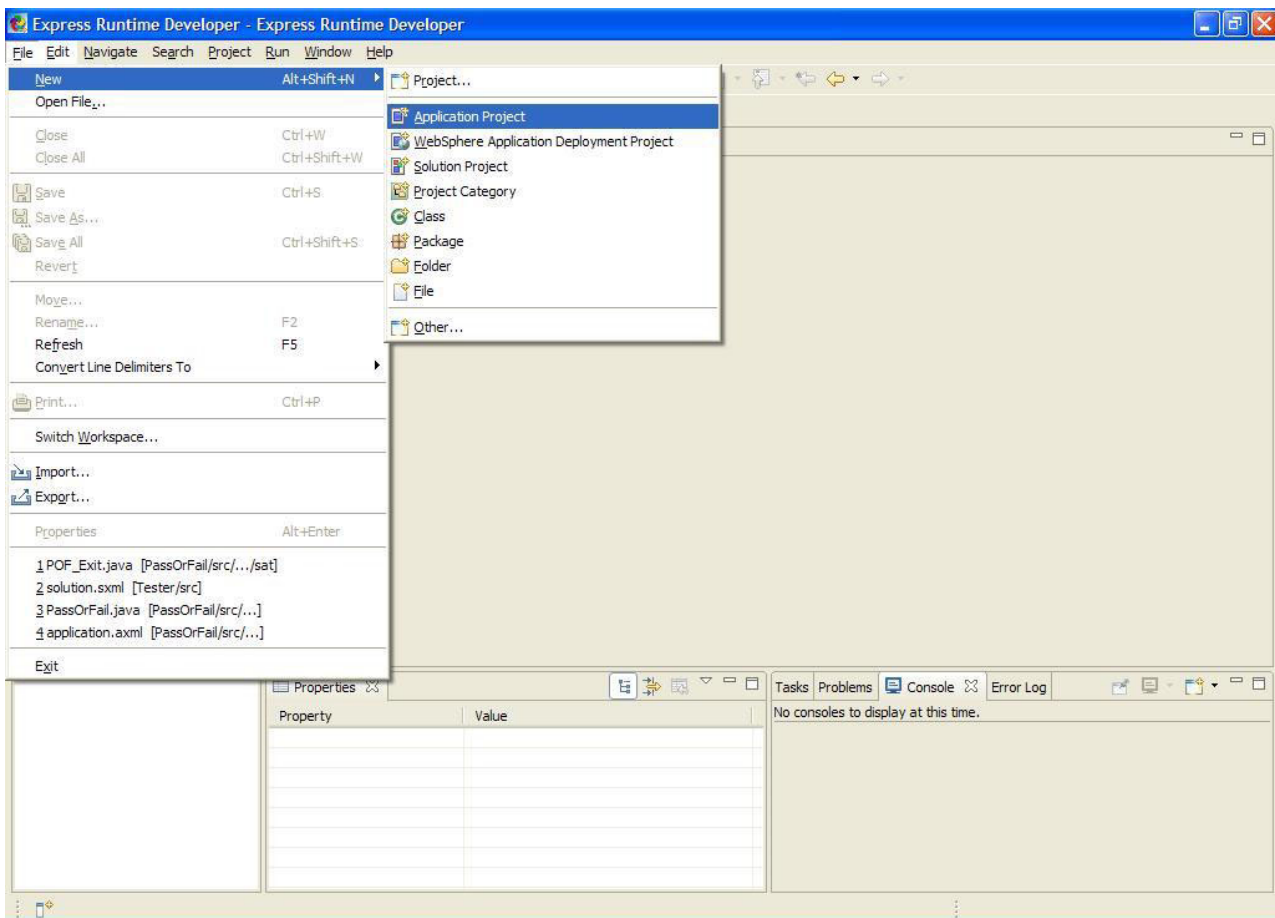 Express Runtime Developer - Express Runtime Developer
File Edit Navigate Search Project Run Window Help
New Alt+Shift+N
Open File...
Close Ctrl+W
Close All Ctrl+Shift+W
Save Ctrl+S
Save As...
Save All Ctrl+Shift+S
Revert
Move...
Rename... F2
Refresh F5
Convert Line Delimiters To
Print... Ctrl+P
Switch Workspace...
Import...
Export...
Properties Alt+Enter
1 POF_Exit.java [PassOrFail/src/.../sat]
2 solution.sxml [Tester/src]
3 PassOrFail.java [PassOrFail/src/...]
4 application.axml [PassOrFail/src/...]
Exit
Project...
Application Project
WebSphere Application Deployment Project
Solution Project
Project Category
Class
Package
Folder
File
Other...
Properties
Property Value
Tasks Problems Console Error Log
No consoles to display at this time.